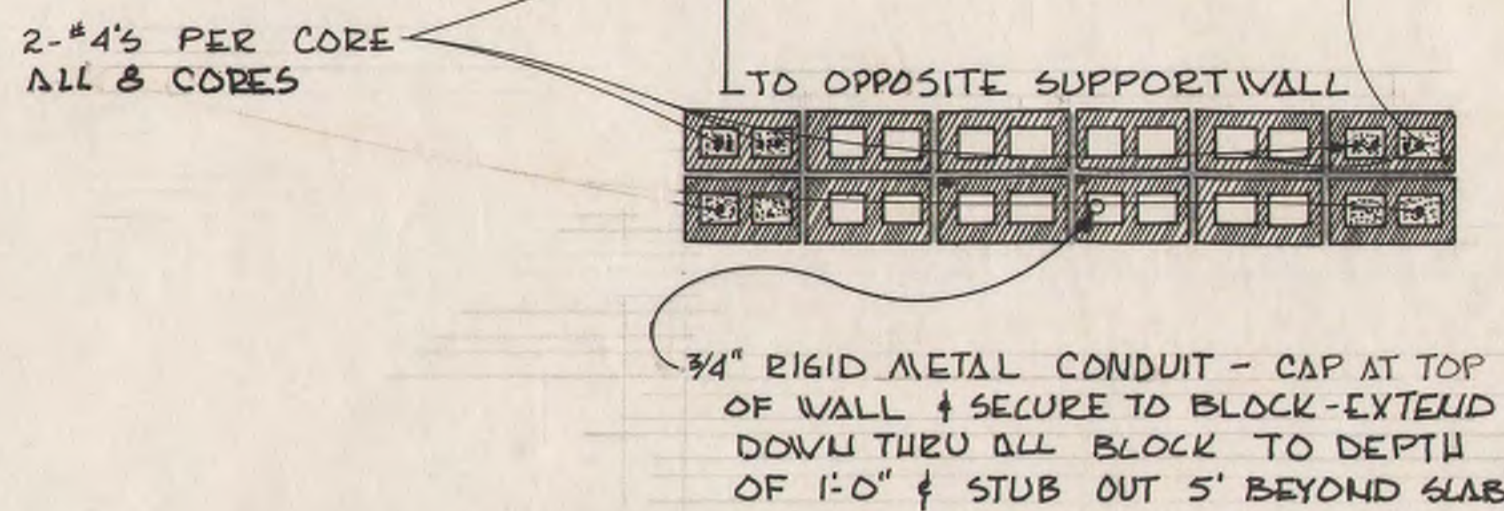 2-#4'S PER CORE
ALL 8 CORES
TO OPPOSITE SUPPORT WALL
3/4" RIGID METAL CONDUIT - CAP AT TOP
OF WALL & SECURE TO BLOCK-EXTEND
DOWN THRU ALL BLOCK TO DEPTH
OF 1'-0" & STUB OUT 5' BEYOND SLAB